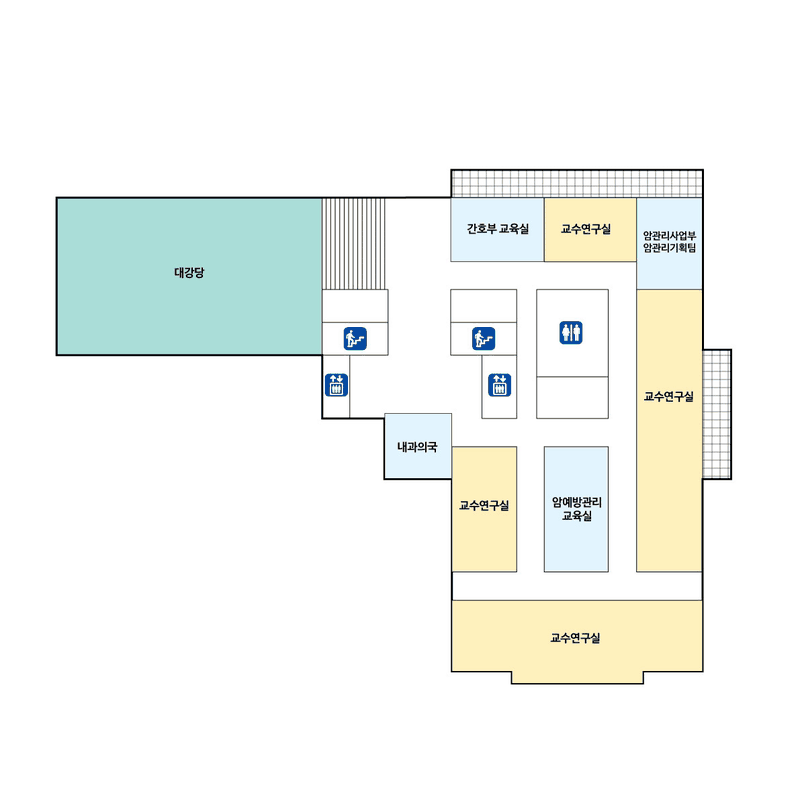 간호부 교육실
교수연구실
암관리사업부
암관리기획팀
대강당
교수연구실
내과의국
교수연구실
암예방관리
교육실
교수연구실